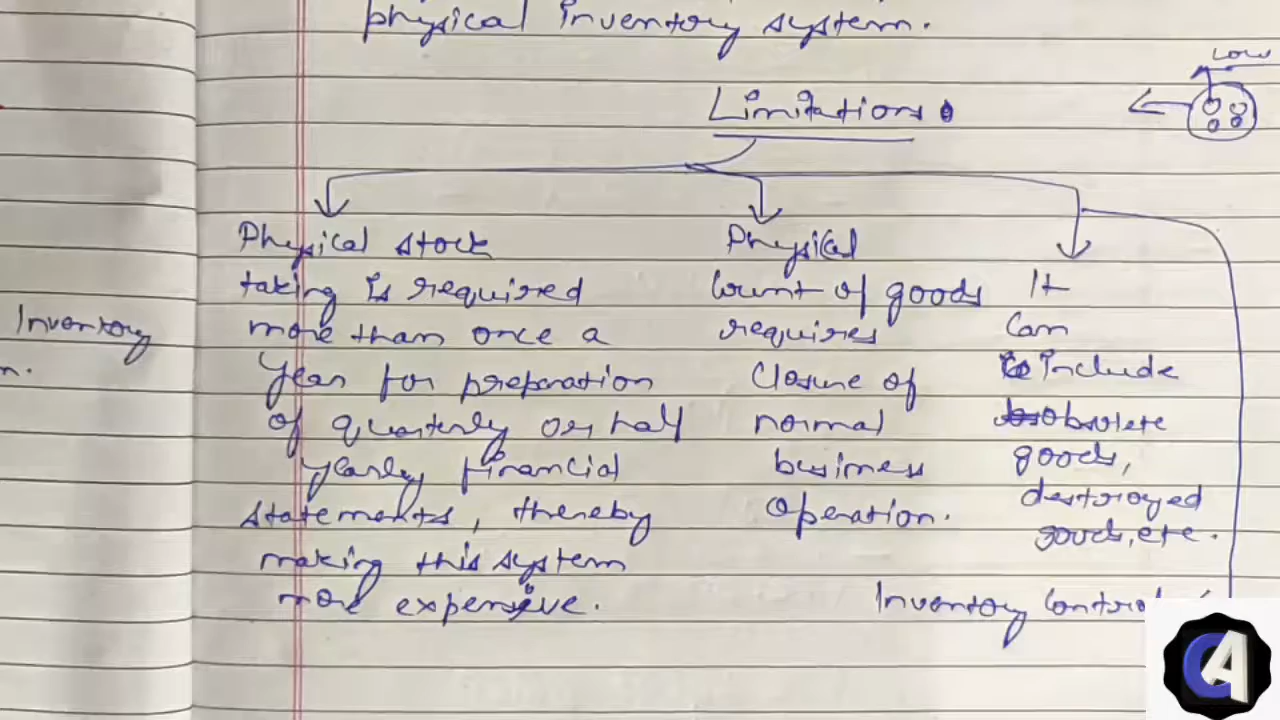 physical inventory system.
Low
Limitations
Physical stock
taking is required
more than once a
Year for preparation
of quarterly or half
yearly financial
statements, thereby
making this system
more expensive.
Physical
Count of goods
requires
closure of
normal
business
operation.
It
Can
include
obsolete
goods,
destroyed
goods, etc.
Inventory Control
Inventory
n.
CA